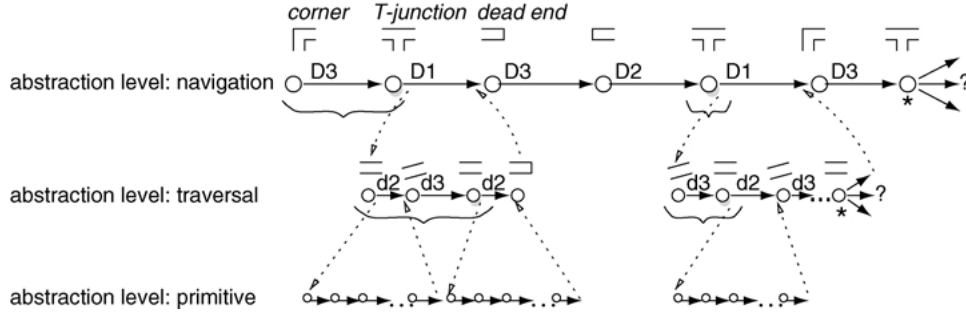 corner T-junction dead end
abstraction level: navigation D3 D1 D3 D2 D1 D3 * ?
abstraction level: traversal d2 d3 d2 d3 d2 d3 ... * ?
abstraction level: primitive ... ... ...